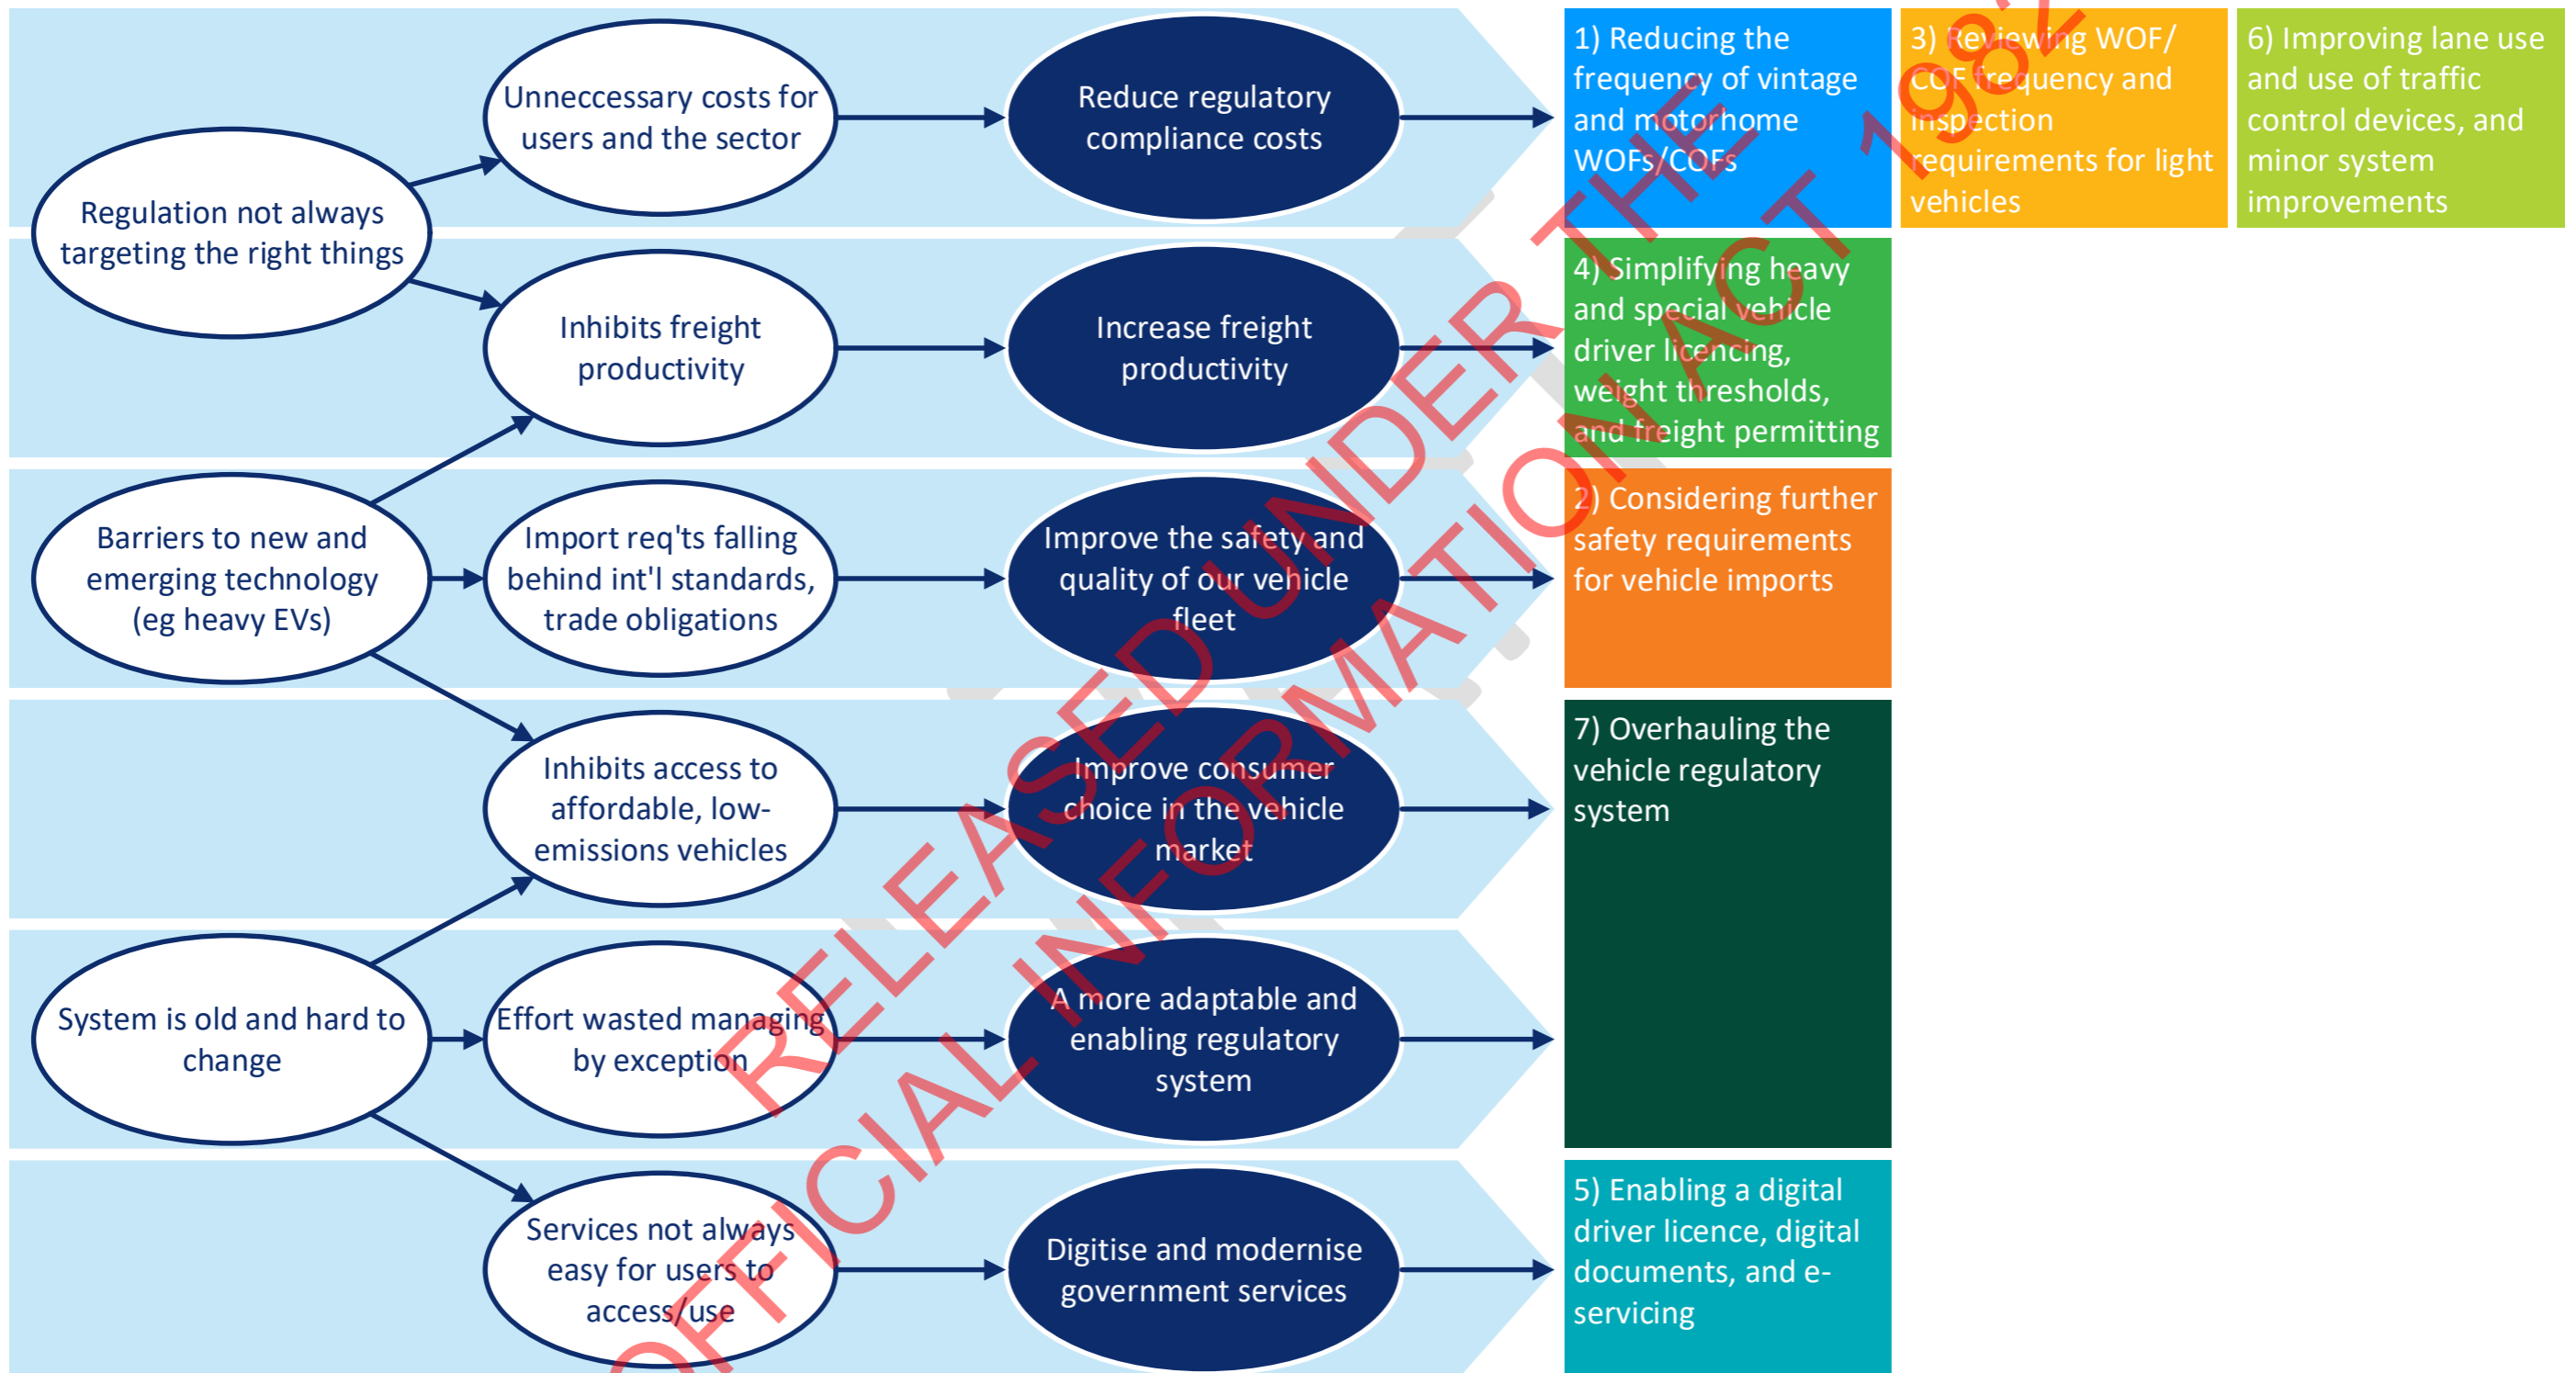 Regulation not always
targeting the right things
Barriers to new and
emerging technology
(eg heavy EVs)
System is old and hard to
change
Unneccessary costs for
users and the sector
Inhibits freight
productivity
Import req'ts falling
behind int'l standards,
trade obligations
Inhibits access to
affordable, low-
emissions vehicles
Effort wasted managing
by exception
Services not always
easy for users to
access/use
Reduce regulatory
compliance costs
Increase freight
productivity
Improve the safety and
quality of our vehicle
fleet
Improve consumer
choice in the vehicle
market
A more adaptable and
enabling regulatory
system
Digitise and modernise
government services
1) Reducing the
frequency of vintage
and motorhome
WOFs/COFs
3) Reviewing WOF/
COF frequency and
inspection
requirements for light
vehicles
6) Improving lane use
and use of traffic
control devices, and
minor system
improvements
4) Simplifying heavy
and special vehicle
driver licencing,
weight thresholds,
and freight permitting
2) Considering further
safety requirements
for vehicle imports
7) Overhauling the
vehicle regulatory
system
5) Enabling a digital
driver licence, digital
documents, and e-
servicing
RELEASED UNDER THE
OFFICIAL INFORMATION ACT 1982